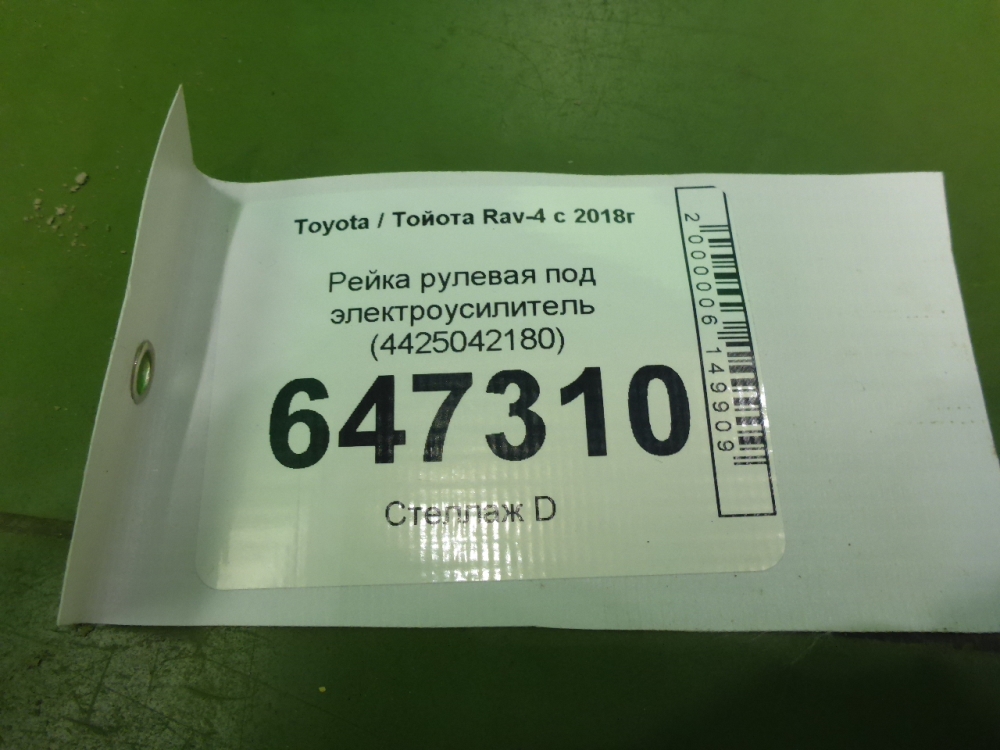 Toyota / Тойота Rav-4 с 2018г
Рейка рулевая под
электроусилитель
(4425042180)
647310
Стеллаж D
2000006149909